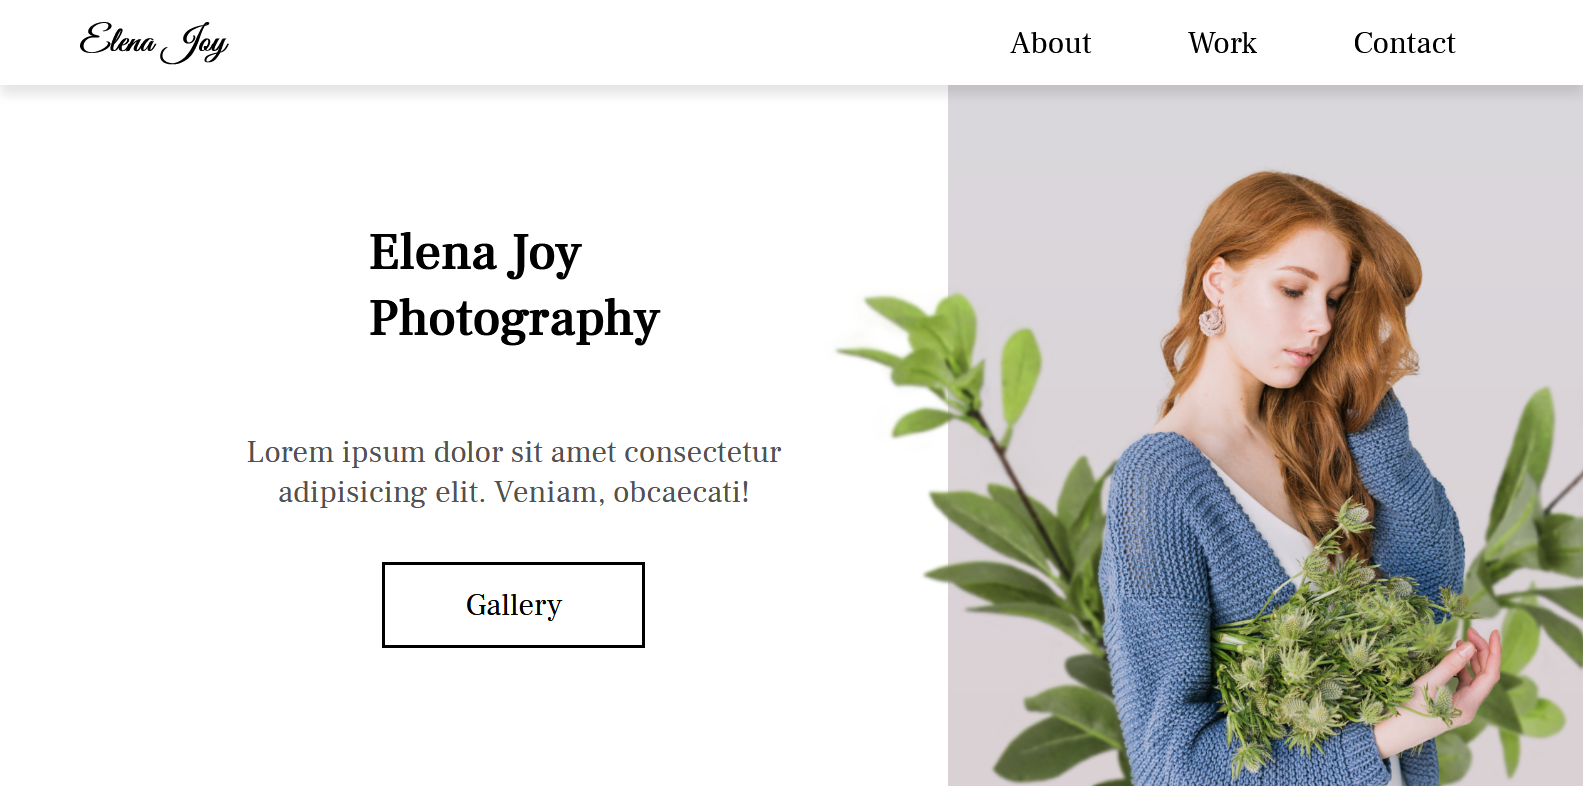 Elena Joy
About
Work
Contact
Elena Joy
Photography
Lorem ipsum dolor sit amet consectetur
adipisicing elit. Veniam, obcaecati!
Gallery